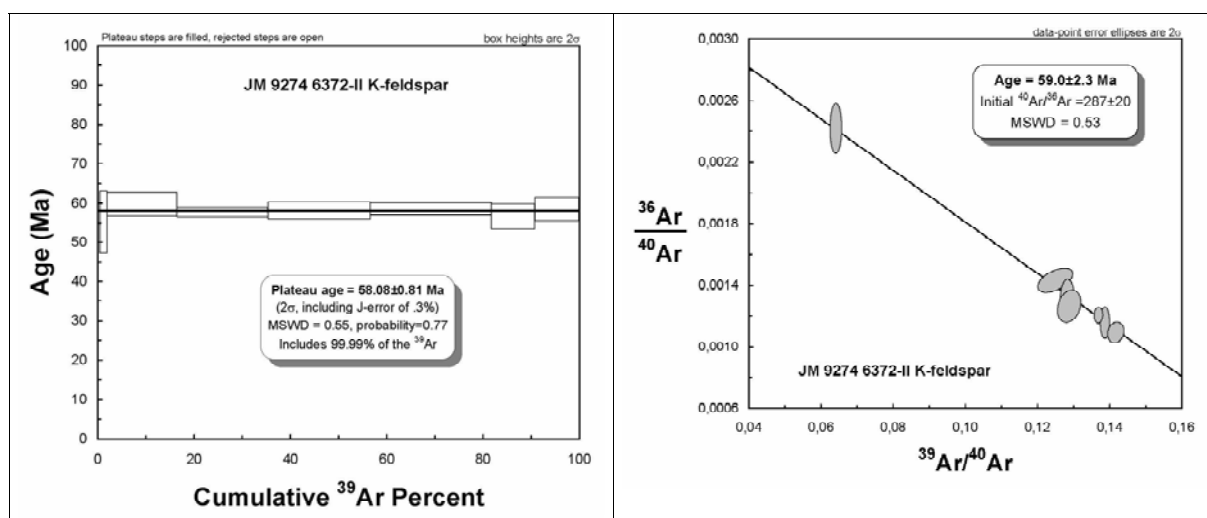 Plateau steps are filled, rejected steps are open
box heights are 2σ
100
90
80
70
60
50
40
30
20
10
0
Age (Ma)
JM 9274 6372-II K-feldspar
Plateau age = 58.08±0.81 Ma
(2σ, including J-error of .3%)
MSWD = 0.55, probability=0.77
Includes 99.99% of the ³⁹Ar
0
20
40
60
80
100
Cumulative ³⁹Ar Percent
data-point error ellipses are 2σ
0,0030
0,0026
0,0022
0,0018
0,0014
0,0010
0,0006
³⁶Ar
⁴⁰Ar
Age = 59.0±2.3 Ma
Initial ⁴⁰Ar/³⁶Ar =287±20
MSWD = 0.53
JM 9274 6372-II K-feldspar
0,04
0,06
0,08
0,10
0,12
0,14
0,16
³⁹Ar/⁴⁰Ar